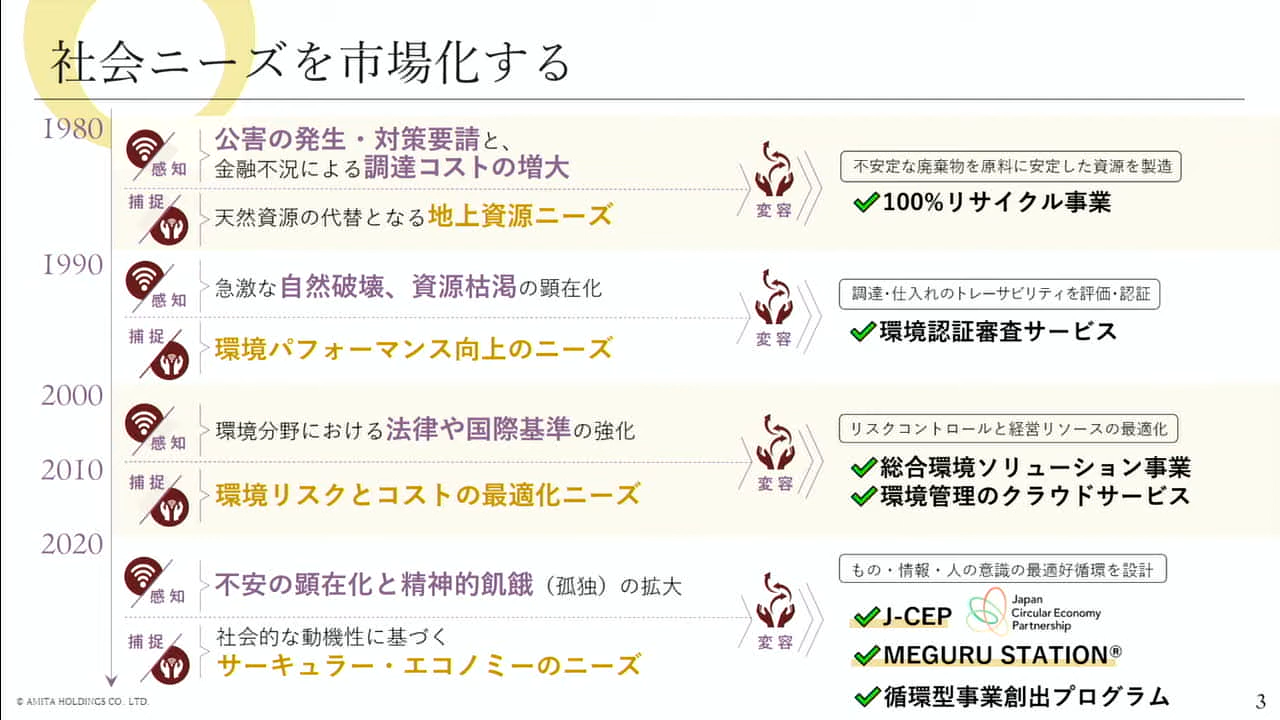 社会ニーズを市場化する
1980
感知
公害の発生・対策要請と、
金融不況による調達コストの増大
捕捉
天然資源の代替となる地上資源ニーズ
変容
不安定な廃棄物を原料に安定した資源を製造
100%リサイクル事業
1990
感知
急激な自然破壊、資源枯渇の顕在化
捕捉
環境パフォーマンス向上のニーズ
変容
調達・仕入れのトレーサビリティを評価・認証
環境認証審査サービス
2000
感知
環境分野における法律や国際基準の強化
2010
捕捉
環境リスクとコストの最適化ニーズ
変容
リスクコントロールと経営リソースの最適化
総合環境ソリューション事業
環境管理のクラウドサービス
2020
感知
不安の顕在化と精神的飢餓（孤独）の拡大
捕捉
社会的な動機性に基づく
サーキュラー・エコノミーのニーズ
変容
もの・情報・人の意識の最適好循環を設計
J-CEP
Japan
Circular Economy
Partnership
MEGURU STATION®
循環型事業創出プログラム
© AMITA HOLDINGS CO., LTD.
3